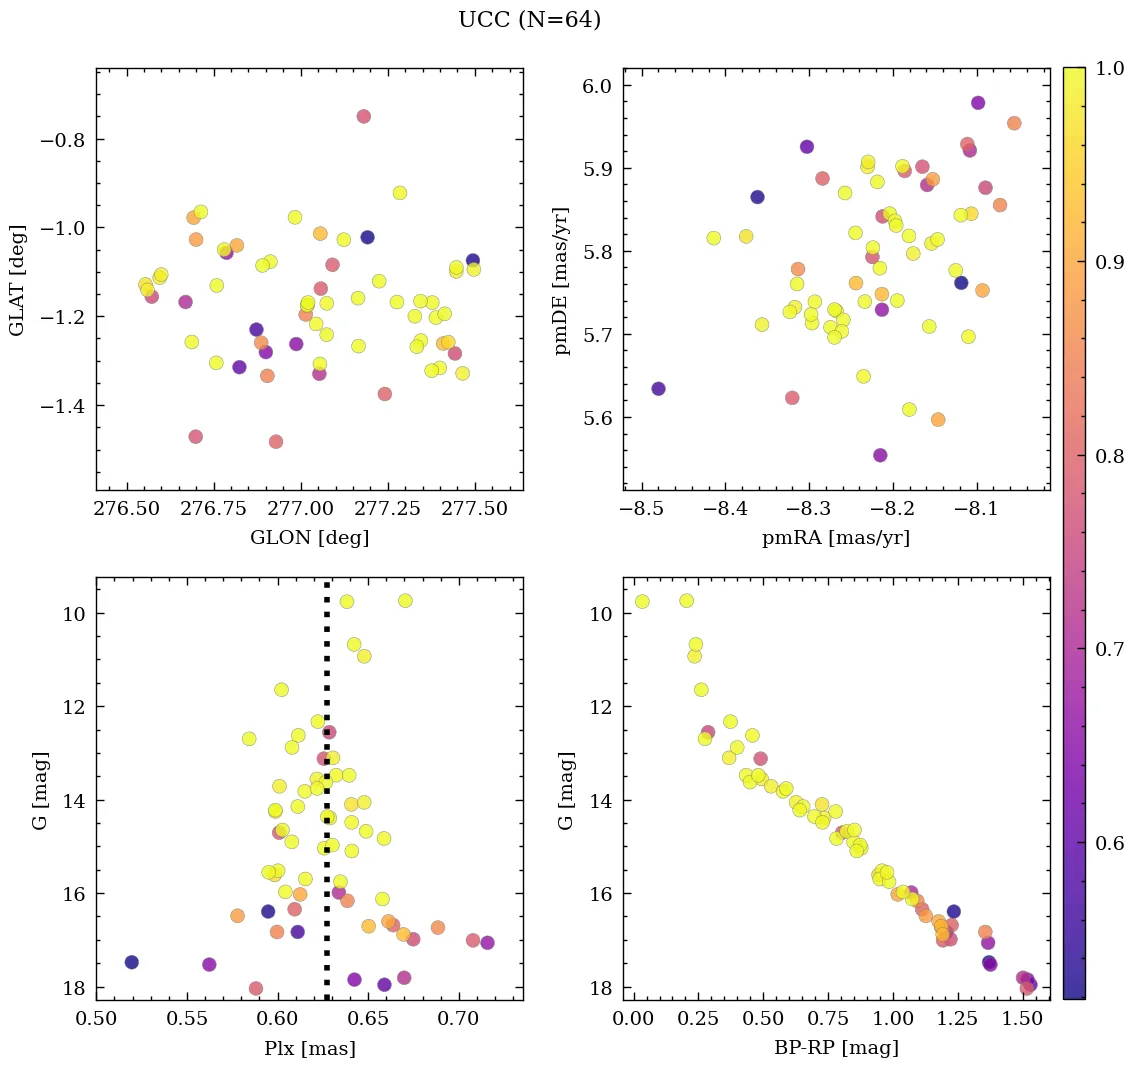 UCC (N=64)
−0.8
−1.0
−1.2
−1.4
GLAT [deg]
276.50 276.75 277.00 277.25 277.50
GLON [deg]
6.0
5.9
5.8
5.7
5.6
pmDE [mas/yr]
−8.5 −8.4 −8.3 −8.2 −8.1
pmRA [mas/yr]
1.0
0.9
0.8
0.7
0.6
10
12
14
16
18
G [mag]
0.50 0.55 0.60 0.65 0.70
Plx [mas]
10
12
14
16
18
G [mag]
0.00 0.25 0.50 0.75 1.00 1.25 1.50
BP-RP [mag]